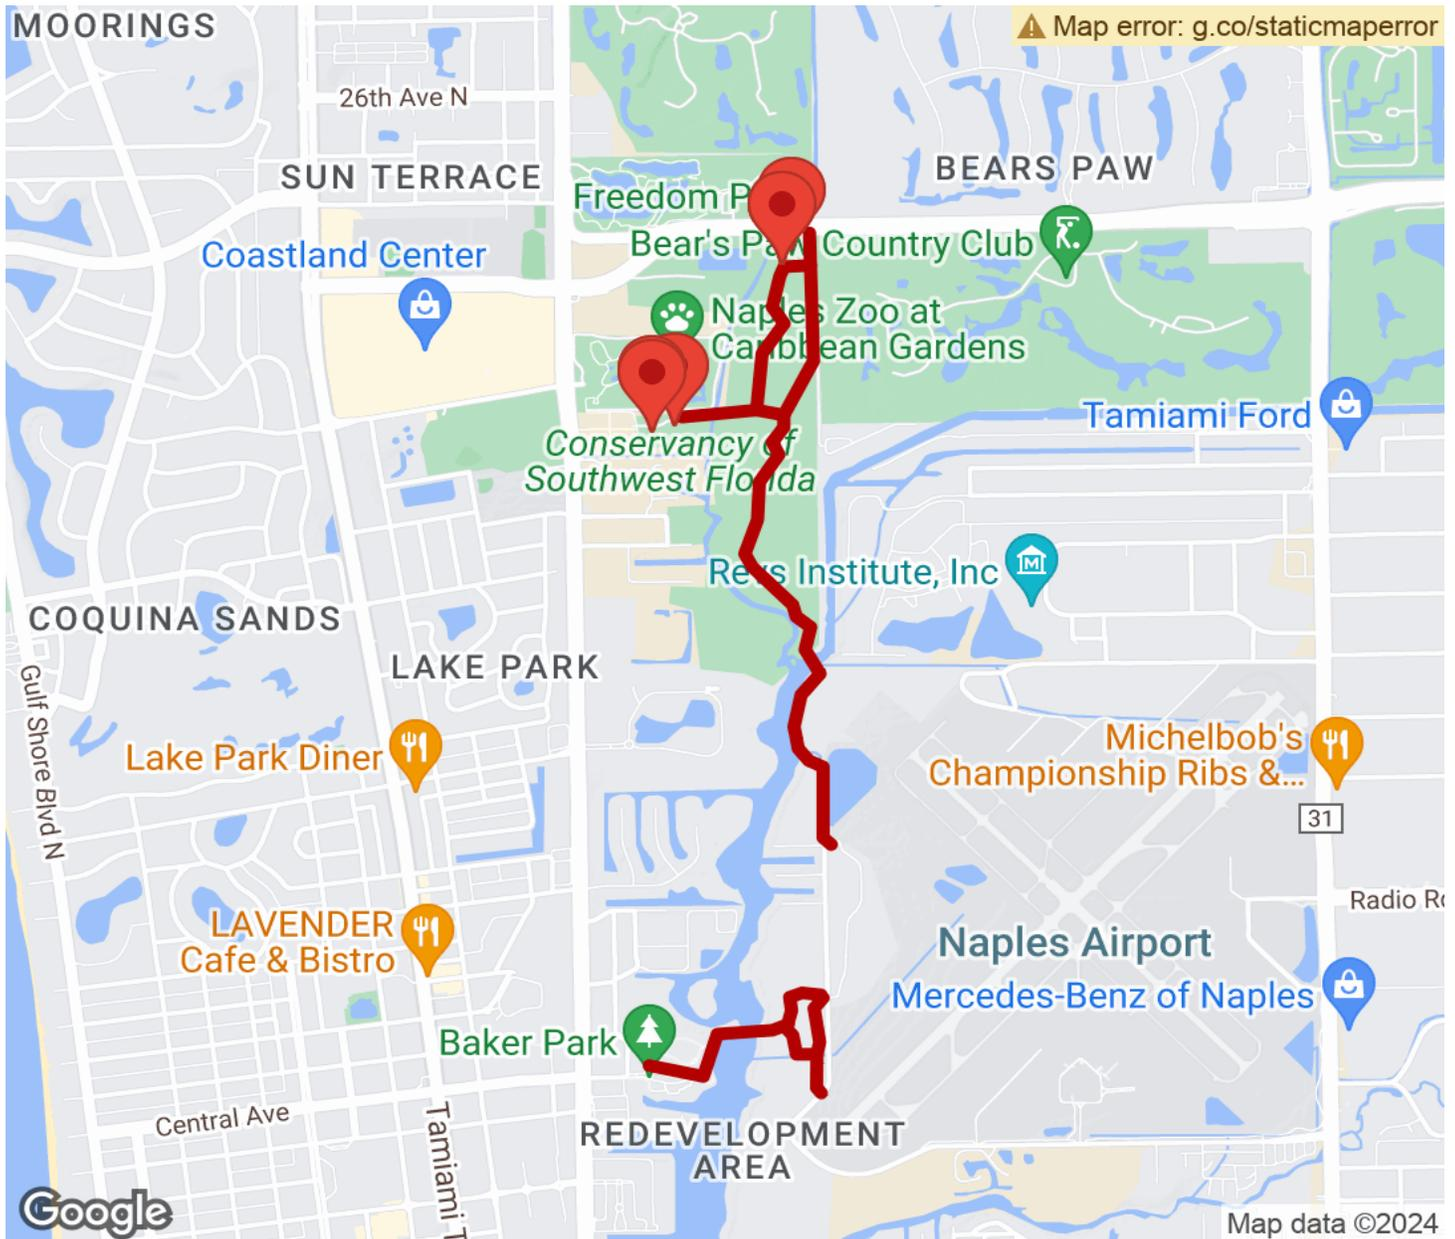 MOORINGS
Map error: g.co/staticmaperror
26th Ave N
SUN TERRACE
BEARS PAW
Freedom P
Coastland Center
Bear's Paw Country Club
Naples Zoo at
Caribbean Gardens
Tamiami Ford
Conservancy of
Southwest Florida
Revs Institute, Inc
COQUINA SANDS
LAKE PARK
Gulf Shore Blvd N
Lake Park Diner
Michelbob's
Championship Ribs &...
31
Radio Rd
LAVENDER
Cafe & Bistro
Naples Airport
Mercedes-Benz of Naples
Baker Park
Central Ave
REDEVELOPMENT
AREA
Tamiami T
Google
Map data ©2024